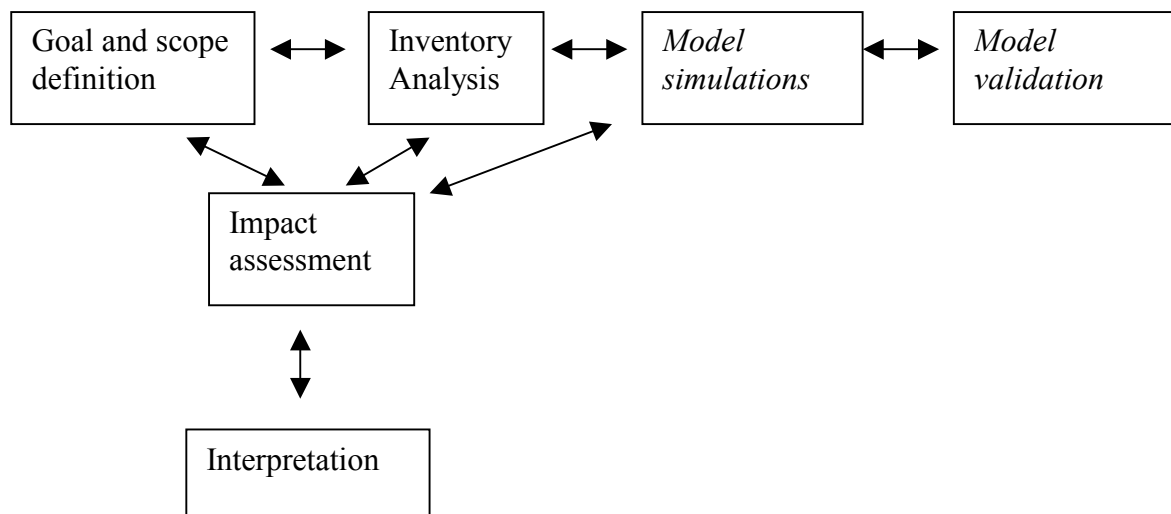 Goal and scope
definition
Inventory
Analysis
Model
simulations
Model
validation
Impact
assessment
Interpretation